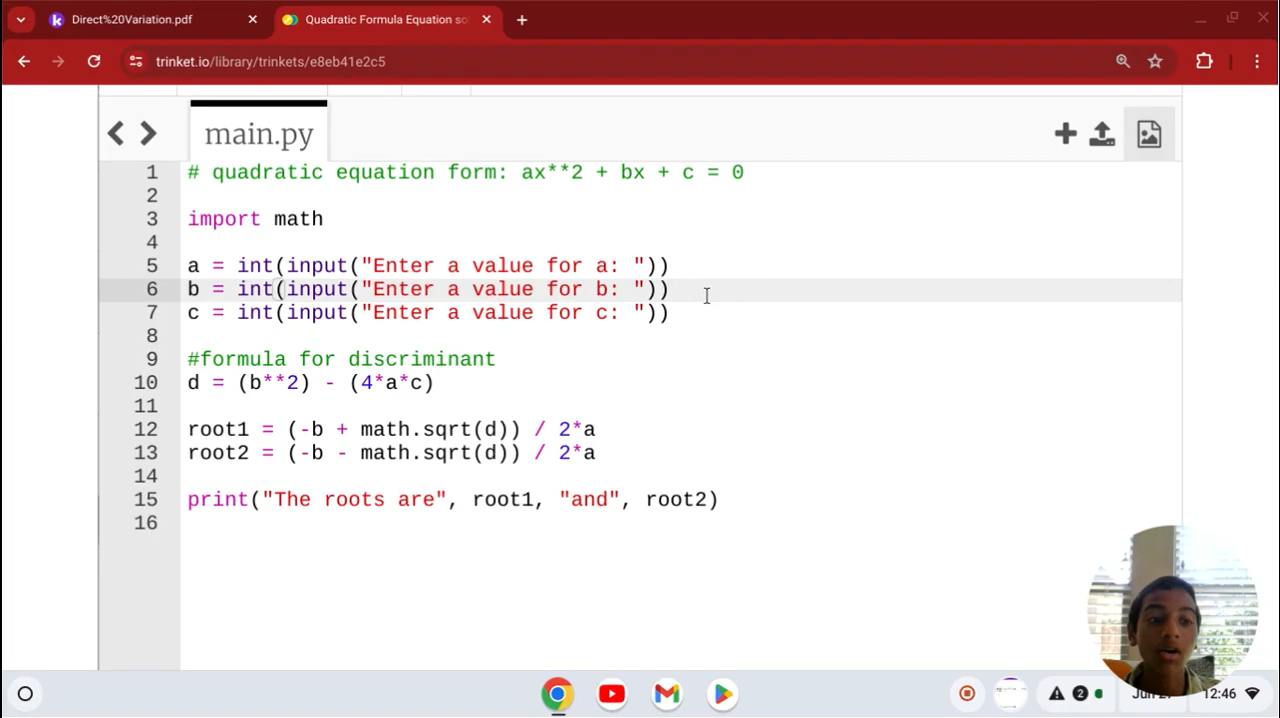 Direct%20Variation.pdf
Quadratic Formula Equation so
trinket.io/library/trinkets/e8eb41e2c5
main.py
1 # quadratic equation form: ax**2 + bx + c = 0
2
3 import math
4
5 a = int(input("Enter a value for a: "))
6 b = int(input("Enter a value for b: "))
7 c = int(input("Enter a value for c: "))
8
9 #formula for discriminant
10 d = (b**2) - (4*a*c)
11
12 root1 = (-b + math.sqrt(d)) / 2*a
13 root2 = (-b - math.sqrt(d)) / 2*a
14
15 print("The roots are", root1, "and", root2)
16
2
12:46